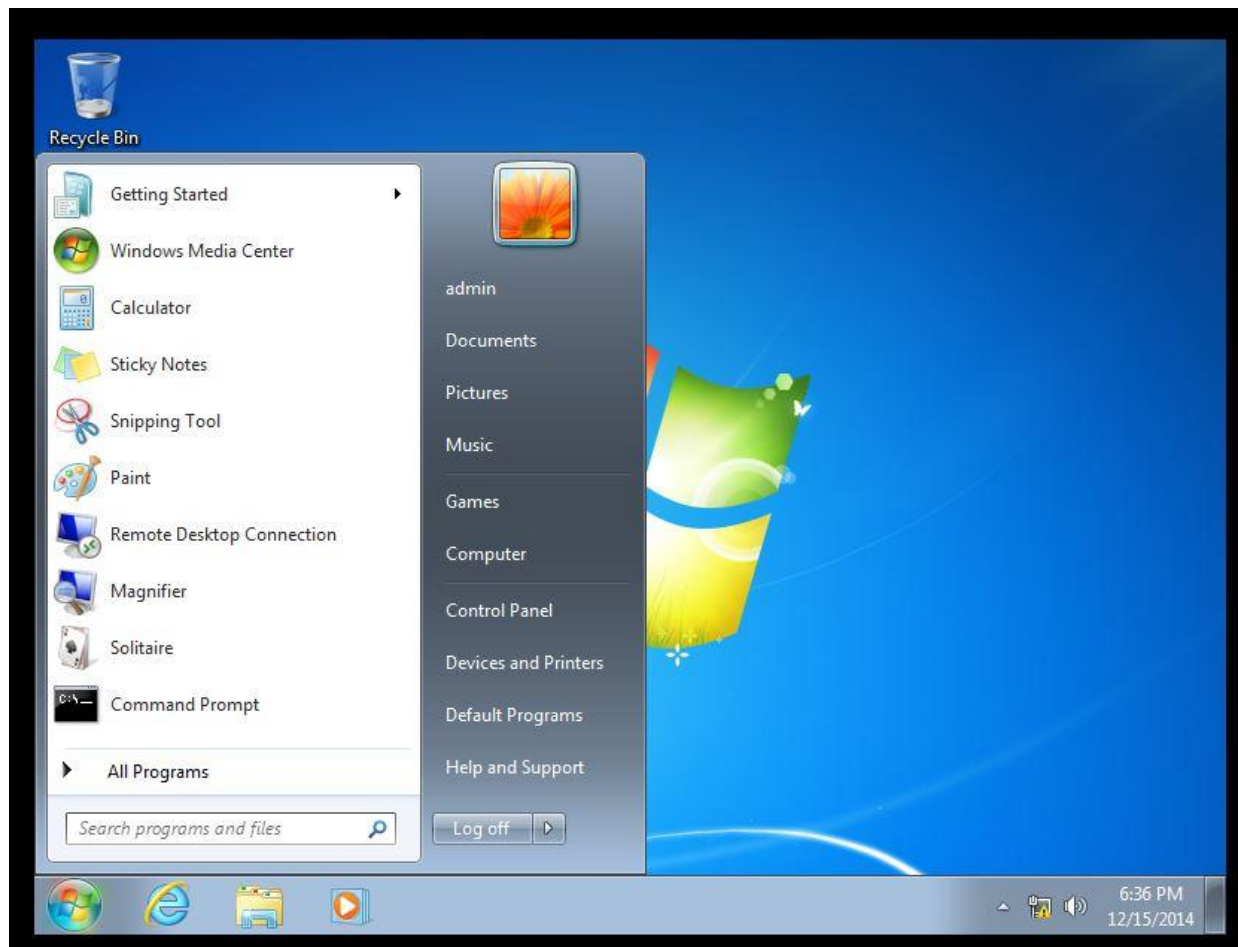 Recycle Bin
Getting Started
Windows Media Center
Calculator
Sticky Notes
Snipping Tool
Paint
Remote Desktop Connection
Magnifier
Solitaire
Command Prompt
All Programs
Search programs and files
admin
Documents
Pictures
Music
Games
Computer
Control Panel
Devices and Printers
Default Programs
Help and Support
Log off
6:36 PM
12/15/2014